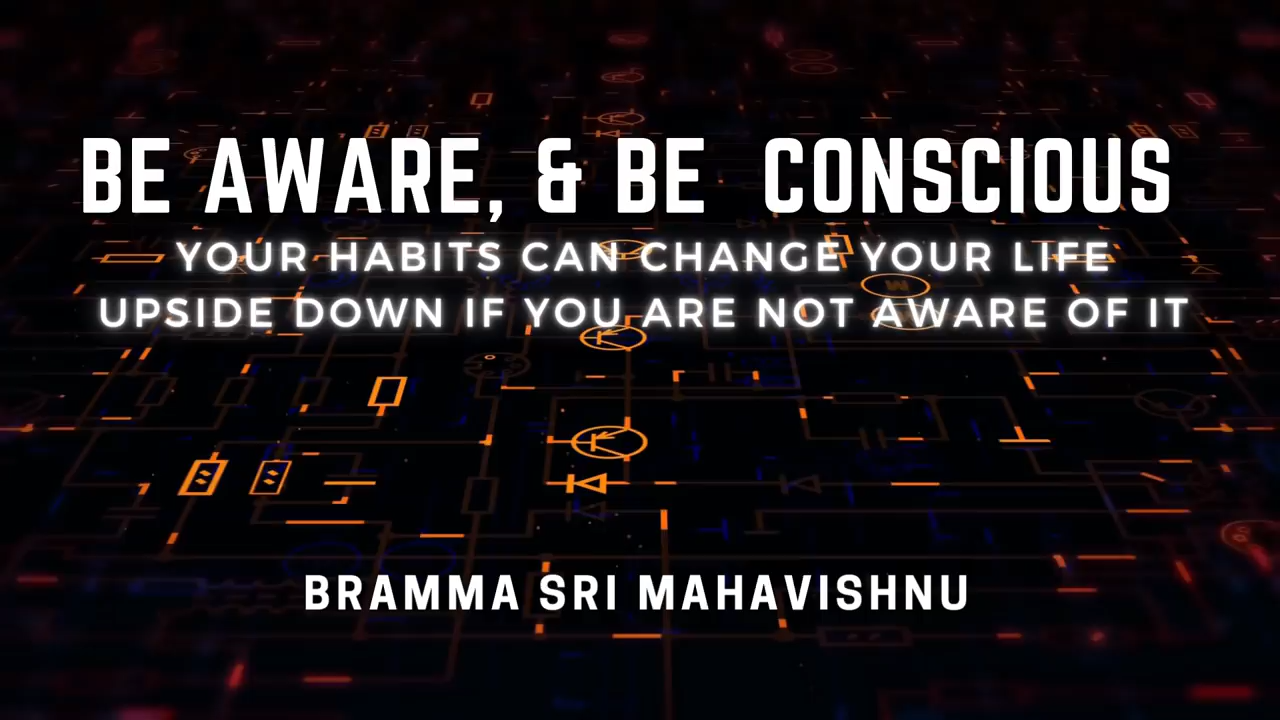 BE AWARE, & BE CONSCIOUS
YOUR HABITS CAN CHANGE YOUR LIFE
UPSIDE DOWN IF YOU ARE NOT AWARE OF IT
BRAMMA SRI MAHAVISHNU